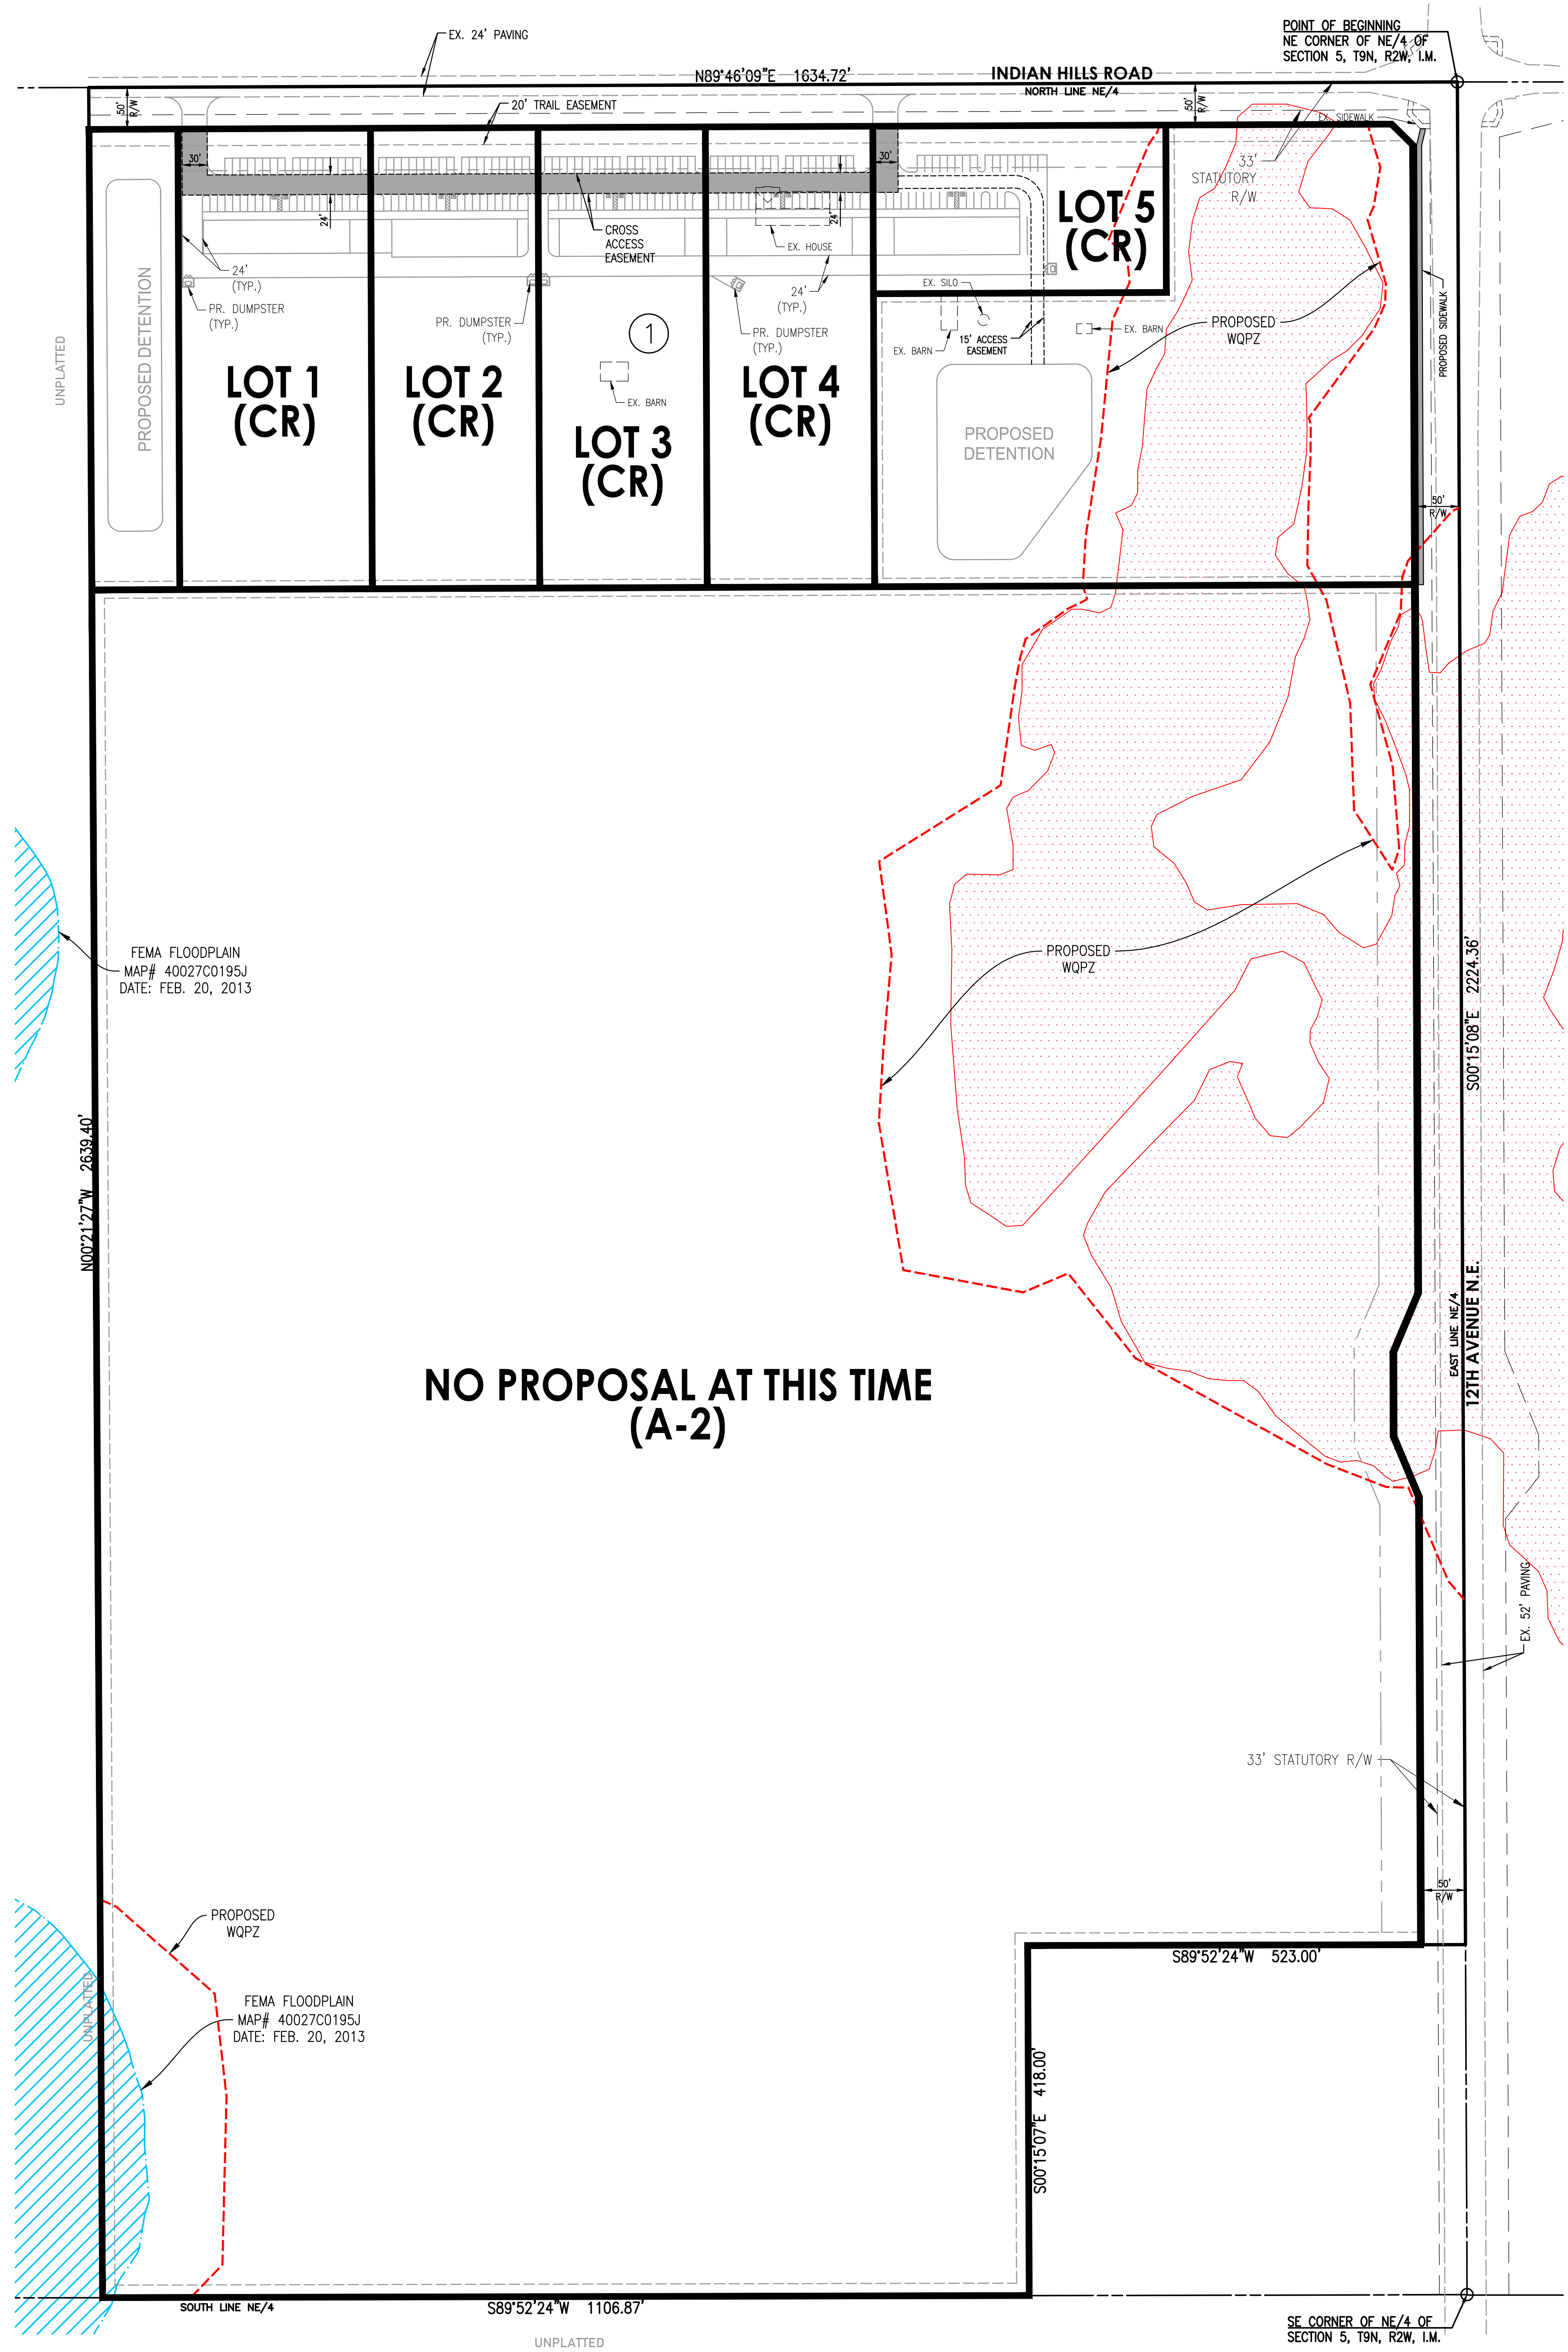 POINT OF BEGINNING
NE CORNER OF NE/4 OF
SECTION 5, T9N, R2W, I.M.
EX. 24' PAVING
N89°46'09"E 1634.72'
INDIAN HILLS ROAD
NORTH LINE NE/4
50'
R/W
20' TRAIL EASEMENT
50'
R/W
EX. SIDEWALK
33'
STATUTORY
R/W
30'
30'
24'
24'
CROSS
ACCESS
EASEMENT
EX. HOUSE
24'
(TYP.)
24'
(TYP.)
PR. DUMPSTER
(TYP.)
PR. DUMPSTER
(TYP.)
PR. DUMPSTER
(TYP.)
LOT 5
(CR)
EX. SILO
EX. BARN
15' ACCESS
EASEMENT
EX. BARN
PROPOSED
WQPZ
PROPOSED SIDEWALK
UNPLATTED
PROPOSED DETENTION
1
EX. BARN
LOT 1
(CR)
LOT 2
(CR)
LOT 3
(CR)
LOT 4
(CR)
PROPOSED
DETENTION
50'
R/W
FEMA FLOODPLAIN
MAP# 40027C0195J
DATE: FEB. 20, 2013
PROPOSED
WQPZ
S00°15'08"E 2224.36'
N00°21'27"W 2639.40'
EAST LINE NE/4
12TH AVENUE N.E.
NO PROPOSAL AT THIS TIME
(A-2)
EX. 52' PAVING
33' STATUTORY R/W
50'
R/W
PROPOSED
WQPZ
UNPLATTED
FEMA FLOODPLAIN
MAP# 40027C0195J
DATE: FEB. 20, 2013
S89°52'24"W 523.00'
S00°15'07"E 418.00'
SOUTH LINE NE/4
S89°52'24"W 1106.87'
UNPLATTED
SE CORNER OF NE/4 OF
SECTION 5, T9N, R2W, I.M.